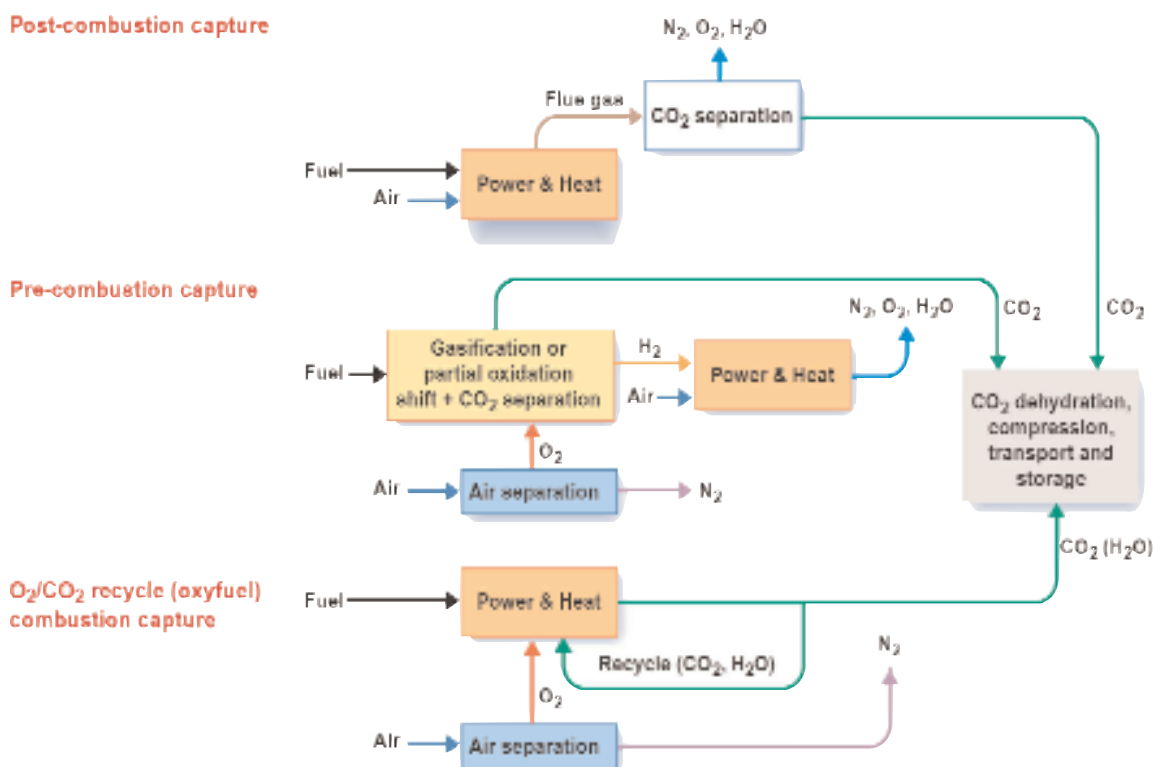 Post-combustion capture
N₂, O₂, H₂O
Flue gas
CO₂ separation
Fuel
Air
Power & Heat
Pre-combustion capture
CO₂
CO₂
N₂, O₂, H₂O
Gasification or
partial oxidation
shift + CO₂ separation
H₂
Fuel
Power & Heat
Air
CO₂ dehydration,
compression,
transport and
storage
O₂
Air
Air separation
N₂
CO₂ (H₂O)
O₂/CO₂ recycle (oxyfuel)
combustion capture
Fuel
Power & Heat
Recycle (CO₂, H₂O)
N₂
O₂
Air
Air separation